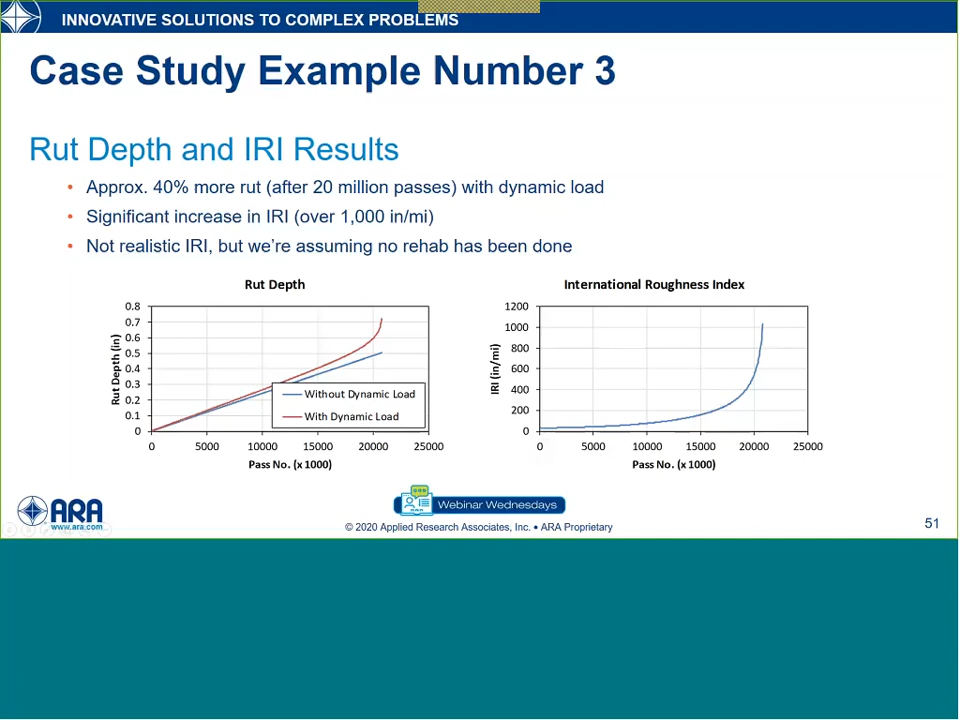 INNOVATIVE SOLUTIONS TO COMPLEX PROBLEMS
Case Study Example Number 3
Rut Depth and IRI Results
• Approx. 40% more rut (after 20 million passes) with dynamic load
• Significant increase in IRI (over 1,000 in/mi)
• Not realistic IRI, but we’re assuming no rehab has been done
Rut Depth
0.8
0.7
0.6
0.5
0.4
0.3
0.2
0.1
0
Rut Depth (in)
Without Dynamic Load
With Dynamic Load
0 5000 10000 15000 20000 25000
Pass No. (x 1000)
International Roughness Index
1200
1000
800
600
400
200
0
IRI (in/mi)
0 5000 10000 15000 20000 25000
Pass No. (x 1000)
ARA
www.ara.com
Webinar Wednesdays
© 2020 Applied Research Associates, Inc. • ARA Proprietary
51